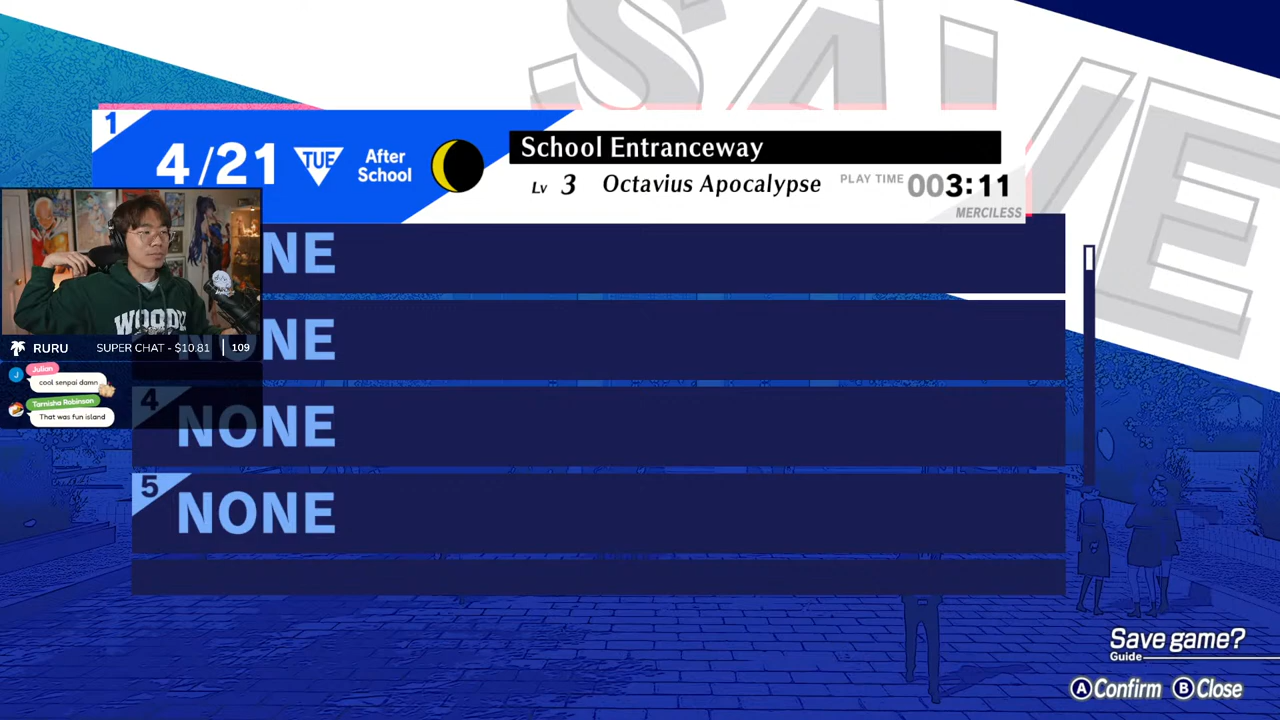 SAVE
1
4/21 TUE After School
School Entranceway
Lv 3 Octavius Apocalypse PLAY TIME 003:11
MERCILESS
NE
NONE
4 NONE
5 NONE
WOODY
RURU SUPER CHAT - $10.81 109
J Julian
cool senpai damn
Tarnisha Robinson
That was fun island
Save game?
Guide
A Confirm B Close